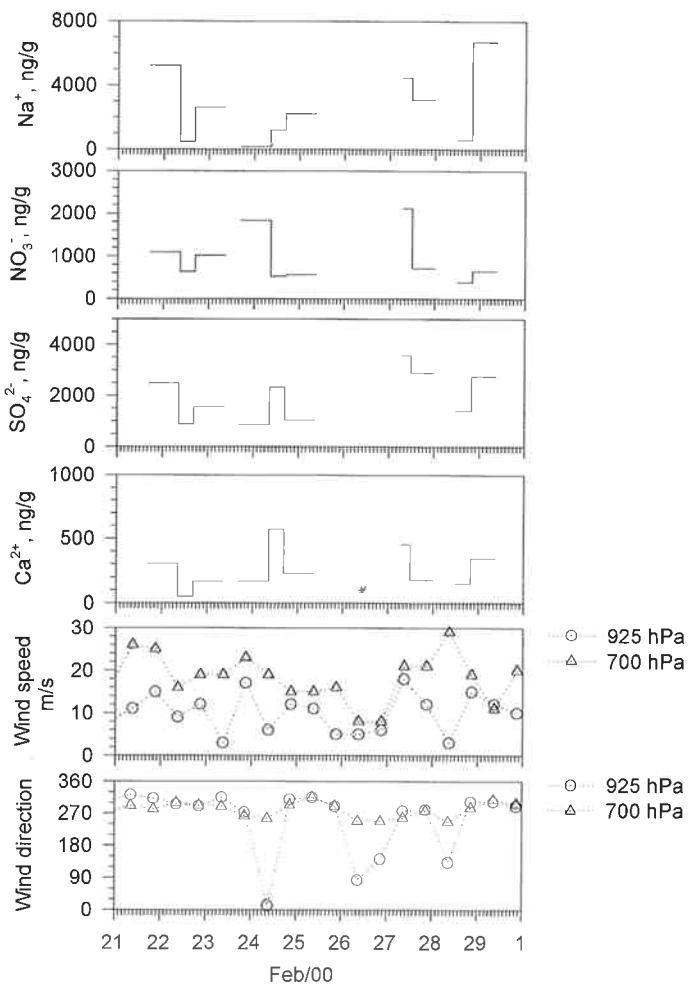 8000
4000
0
Na⁺, ng/g
3000
2000
1000
0
NO₃⁻, ng/g
4000
2000
0
SO₄²⁻, ng/g
1000
500
0
Ca²⁺, ng/g
30
20
10
0
Wind speed
m/s
925 hPa
700 hPa
360
270
180
90
0
Wind direction
925 hPa
700 hPa
21 22 23 24 25 26 27 28 29 1
Feb/00